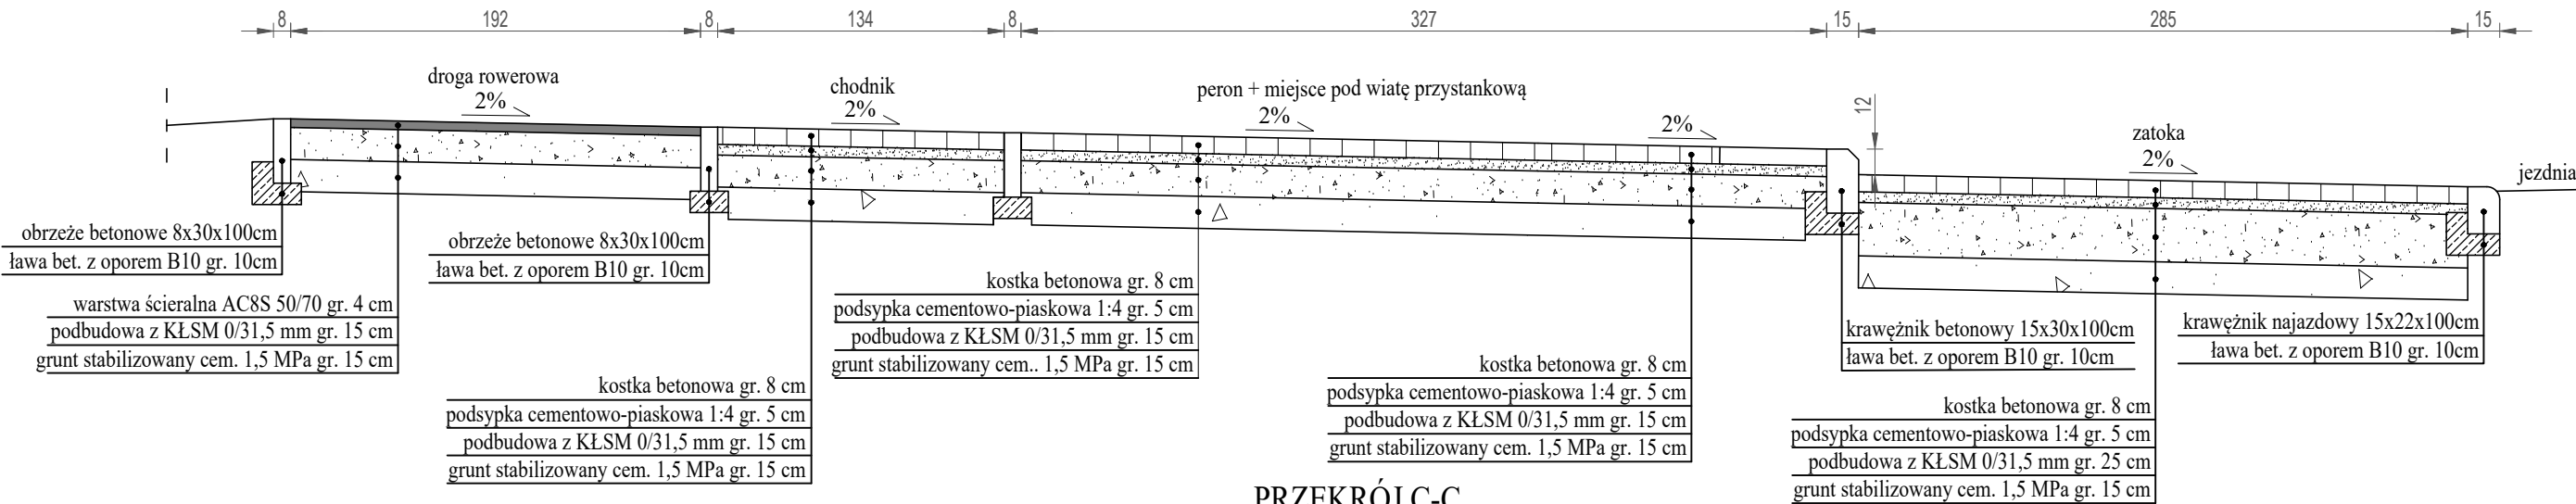 8 192 8 134 8 327 15 285 15
droga rowerowa
2%
chodnik
2%
peron + miejsce pod wiatę przystankową
2%
2%
12
zatoka
2%
jezdnia
obrzeże betonowe 8x30x100cm
ława bet. z oporem B10 gr. 10cm
warstwa ścieralna AC8S 50/70 gr. 4 cm
podbudowa z KŁSM 0/31,5 mm gr. 15 cm
grunt stabilizowany cem. 1,5 MPa gr. 15 cm
obrzeże betonowe 8x30x100cm
ława bet. z oporem B10 gr. 10cm
kostka betonowa gr. 8 cm
podsypka cementowo-piaskowa 1:4 gr. 5 cm
podbudowa z KŁSM 0/31,5 mm gr. 15 cm
grunt stabilizowany cem. 1,5 MPa gr. 15 cm
kostka betonowa gr. 8 cm
podsypka cementowo-piaskowa 1:4 gr. 5 cm
podbudowa z KŁSM 0/31,5 mm gr. 15 cm
grunt stabilizowany cem.. 1,5 MPa gr. 15 cm
kostka betonowa gr. 8 cm
podsypka cementowo-piaskowa 1:4 gr. 5 cm
podbudowa z KŁSM 0/31,5 mm gr. 15 cm
grunt stabilizowany cem. 1,5 MPa gr. 15 cm
krawężnik betonowy 15x30x100cm
ława bet. z oporem B10 gr. 10cm
kostka betonowa gr. 8 cm
podsypka cementowo-piaskowa 1:4 gr. 5 cm
podbudowa z KŁSM 0/31,5 mm gr. 25 cm
grunt stabilizowany cem. 1,5 MPa gr. 15 cm
krawężnik najazdowy 15x22x100cm
ława bet. z oporem B10 gr. 10cm
PRZEKRÓJ C-C